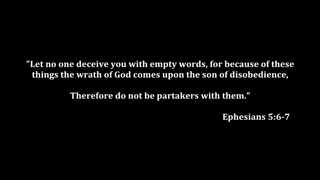 "Let no one deceive you with empty words, for because of these
things the wrath of God comes upon the son of disobedience,
Therefore do not be partakers with them."
Ephesians 5:6-7